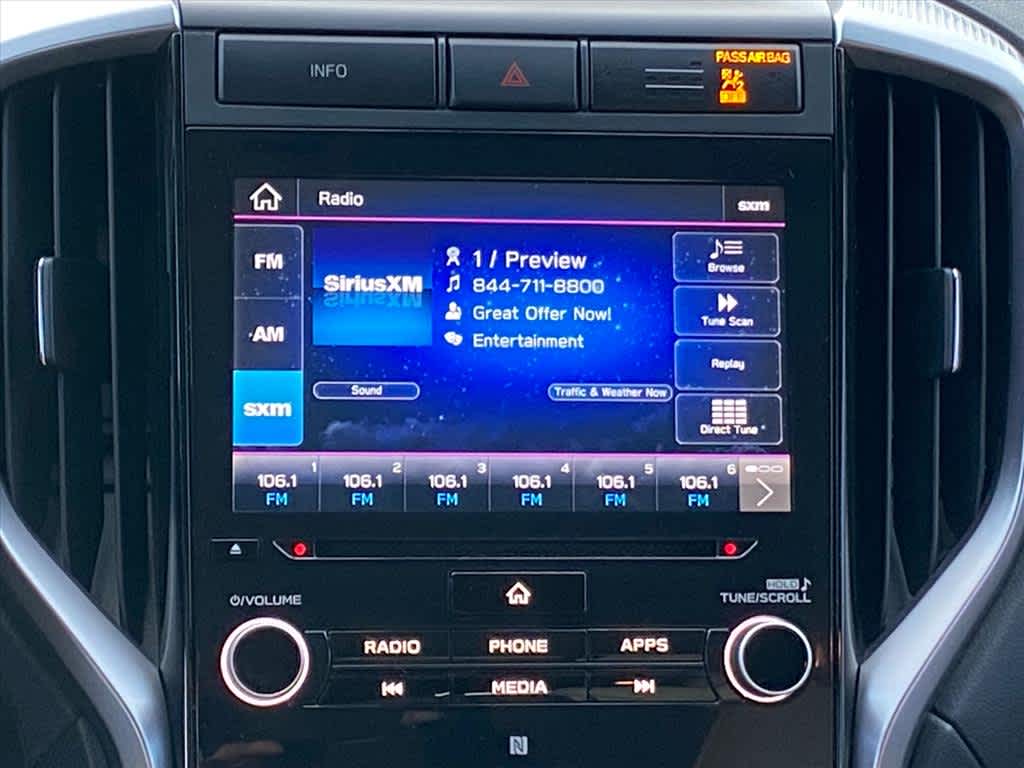 INFO
PASS AIR BAG
Radio
sxm
FM
AM
sxm
SiriusXM
1 / Preview
844-711-8800
Great Offer Now!
Entertainment
Browse
Tune Scan
Replay
Direct Tune
Sound
Traffic & Weather Now
1 2 3 4 5 6
106.1 106.1 106.1 106.1 106.1 106.1
FM FM FM FM FM FM
/VOLUME
HOLD
TUNE/SCROLL
RADIO PHONE APPS
MEDIA
N